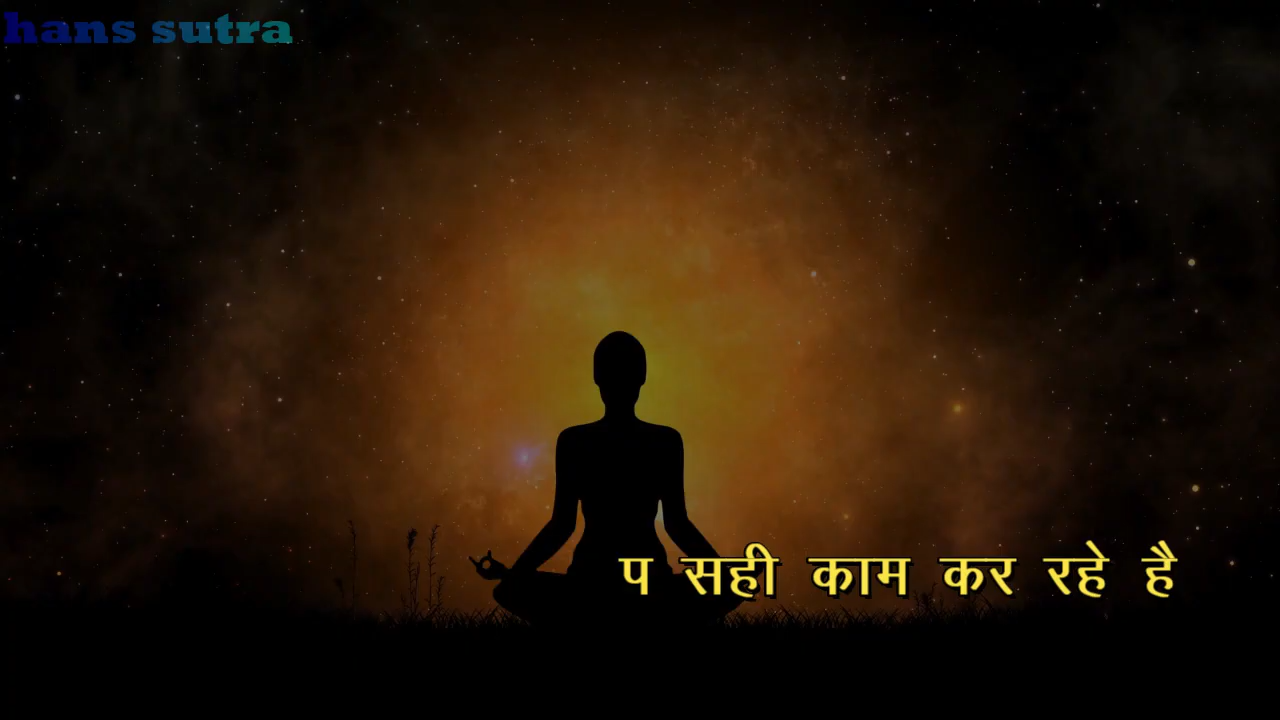 hans sutra
प सही काम कर रहे है